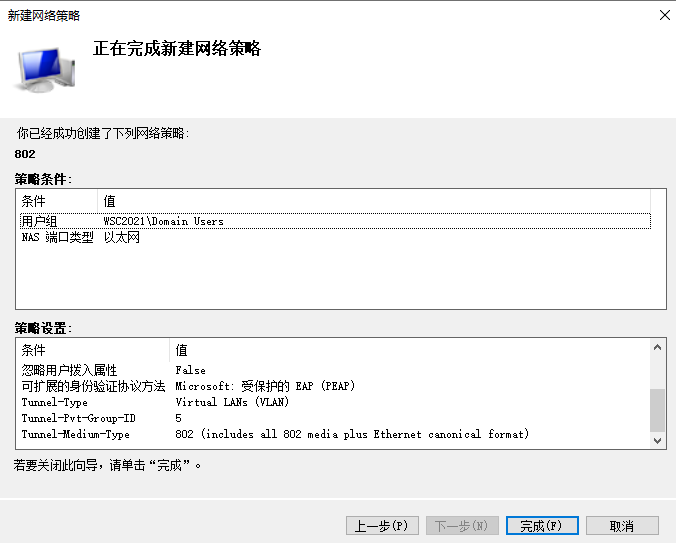 新建网络策略
正在完成新建网络策略
你已经成功创建了下列网络策略:
802
策略条件:
条件 值
用户组 WSC2021\Domain Users
NAS 端口类型 以太网
策略设置:
条件 值
忽略用户拨入属性 False
可扩展的身份验证协议方法 Microsoft: 受保护的 EAP (PEAP)
Tunnel-Type Virtual LANs (VLAN)
Tunnel-Pvt-Group-ID 5
Tunnel-Medium-Type 802 (includes all 802 media plus Ethernet canonical format)
若要关闭此向导，请单击“完成”。
上一步(P) 下一步(N) 完成(F) 取消